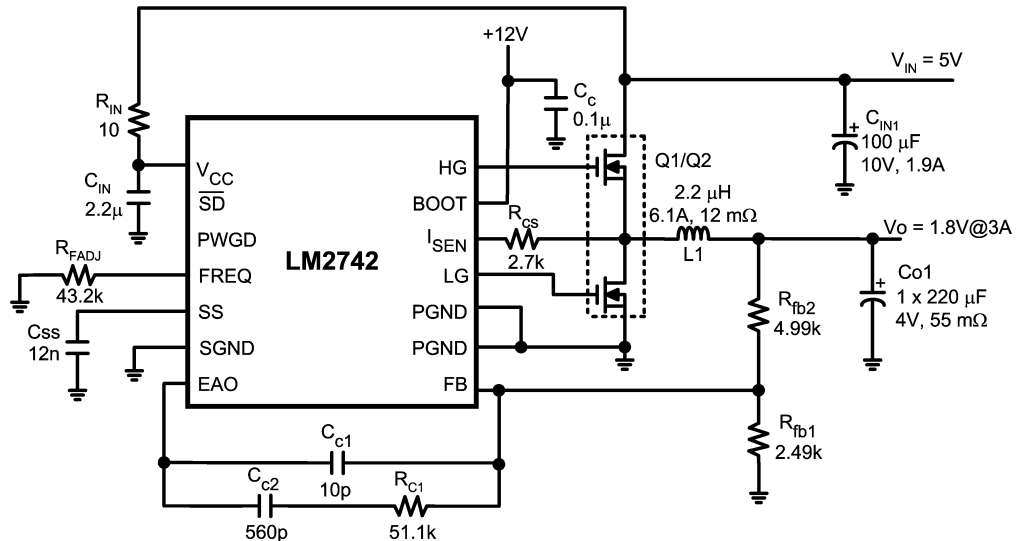 +12V
V_IN = 5V
R_IN
10
C_c
0.1μ
C_IN1
+
100 μF
10V, 1.9A
V_CC
HG
Q1/Q2
C_IN
2.2μ
SD
BOOT
2.2 μH
6.1A, 12 mΩ
R_cs
2.7k
PWGD
I_SEN
L1
Vo = 1.8V@3A
LM2742
R_FADJ
43.2k
FREQ
LG
Co1
+
1 x 220 μF
4V, 55 mΩ
R_fb2
4.99k
SS
PGND
Css
12n
SGND
PGND
EAO
FB
R_fb1
2.49k
C_c1
10p
C_c2
560p
R_C1
51.1k